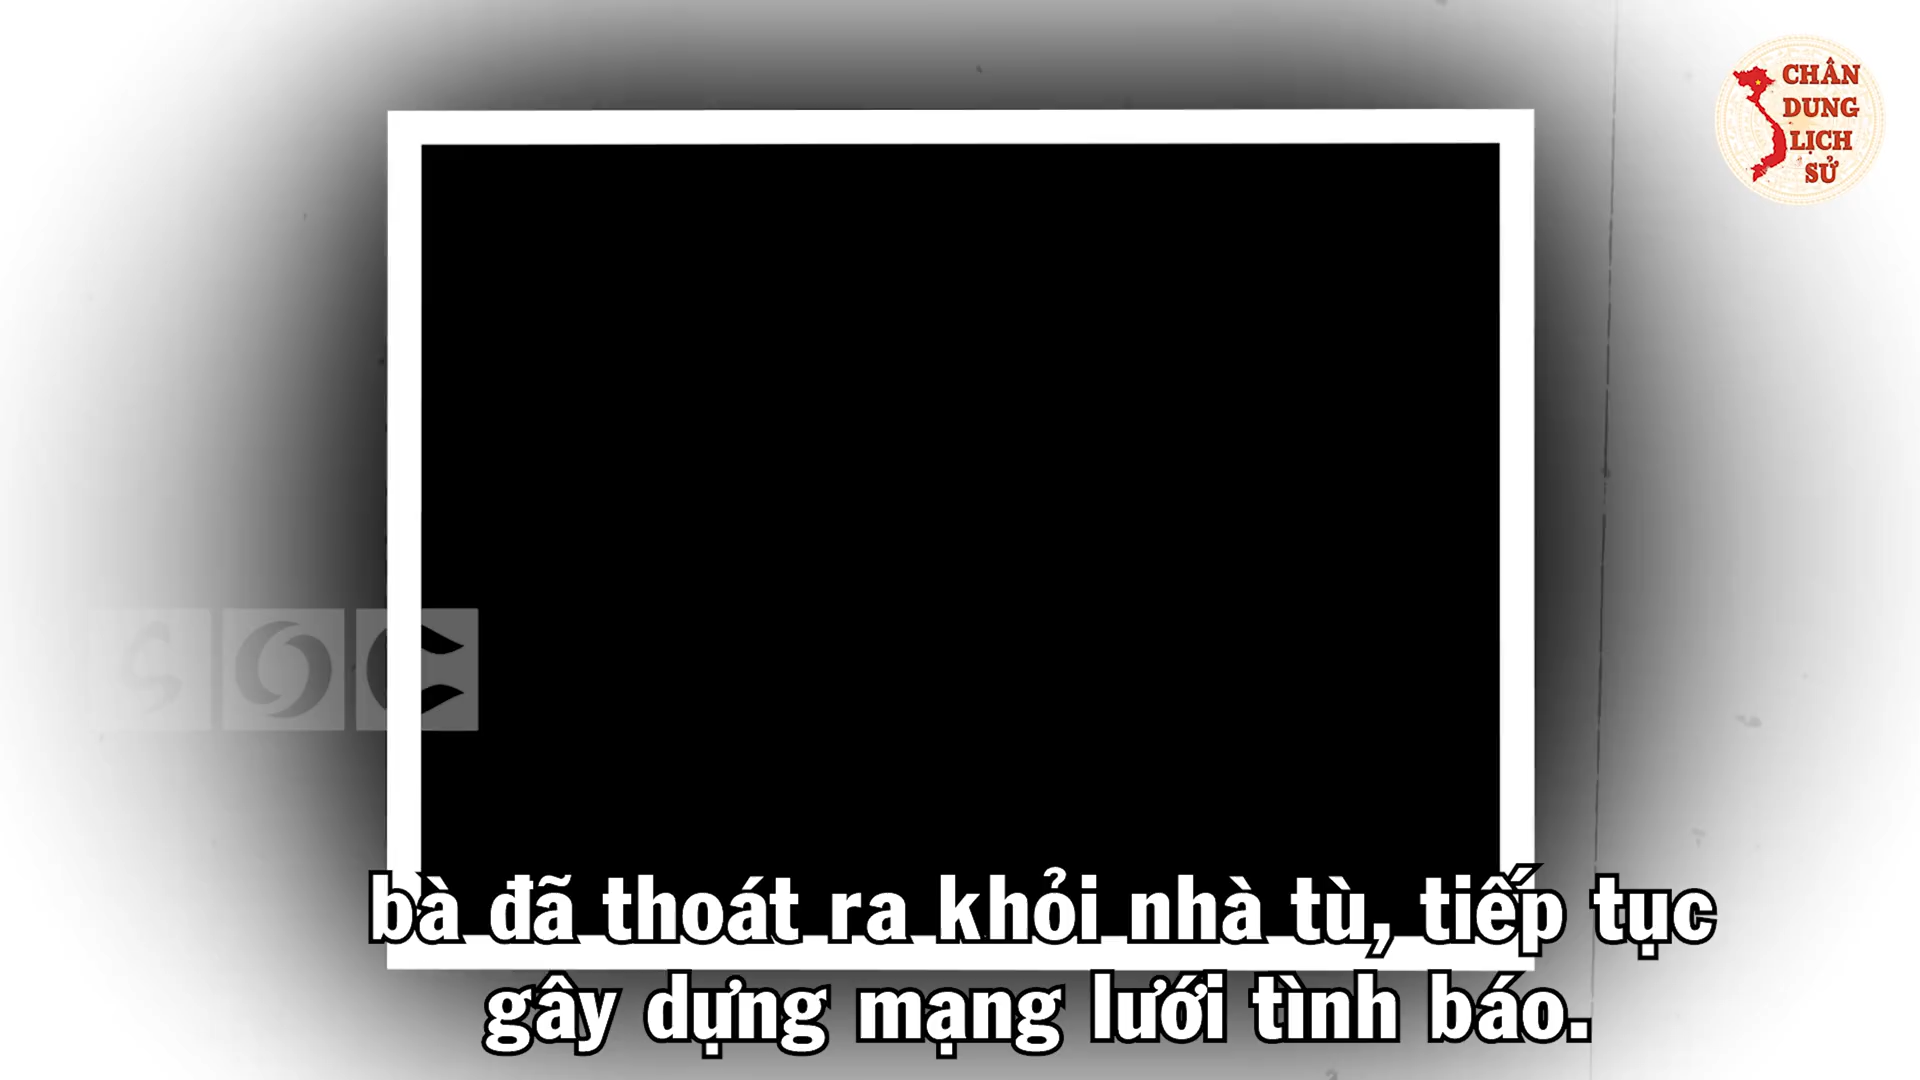 CHÂN
DUNG
LỊCH
SỬ
SOC
bà đã thoát ra khỏi nhà tù, tiếp tục
gây dựng mạng lưới tình báo.